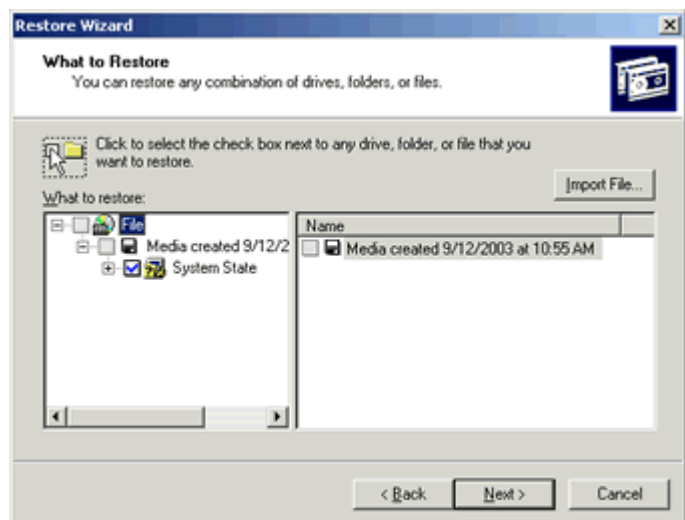 Restore Wizard
What to Restore
You can restore any combination of drives, folders, or files.
Click to select the check box next to any drive, folder, or file that you
want to restore.
Import File...
What to restore:
File
Media created 9/12/2
System State
Name
Media created 9/12/2003 at 10:55 AM
< Back
Next >
Cancel